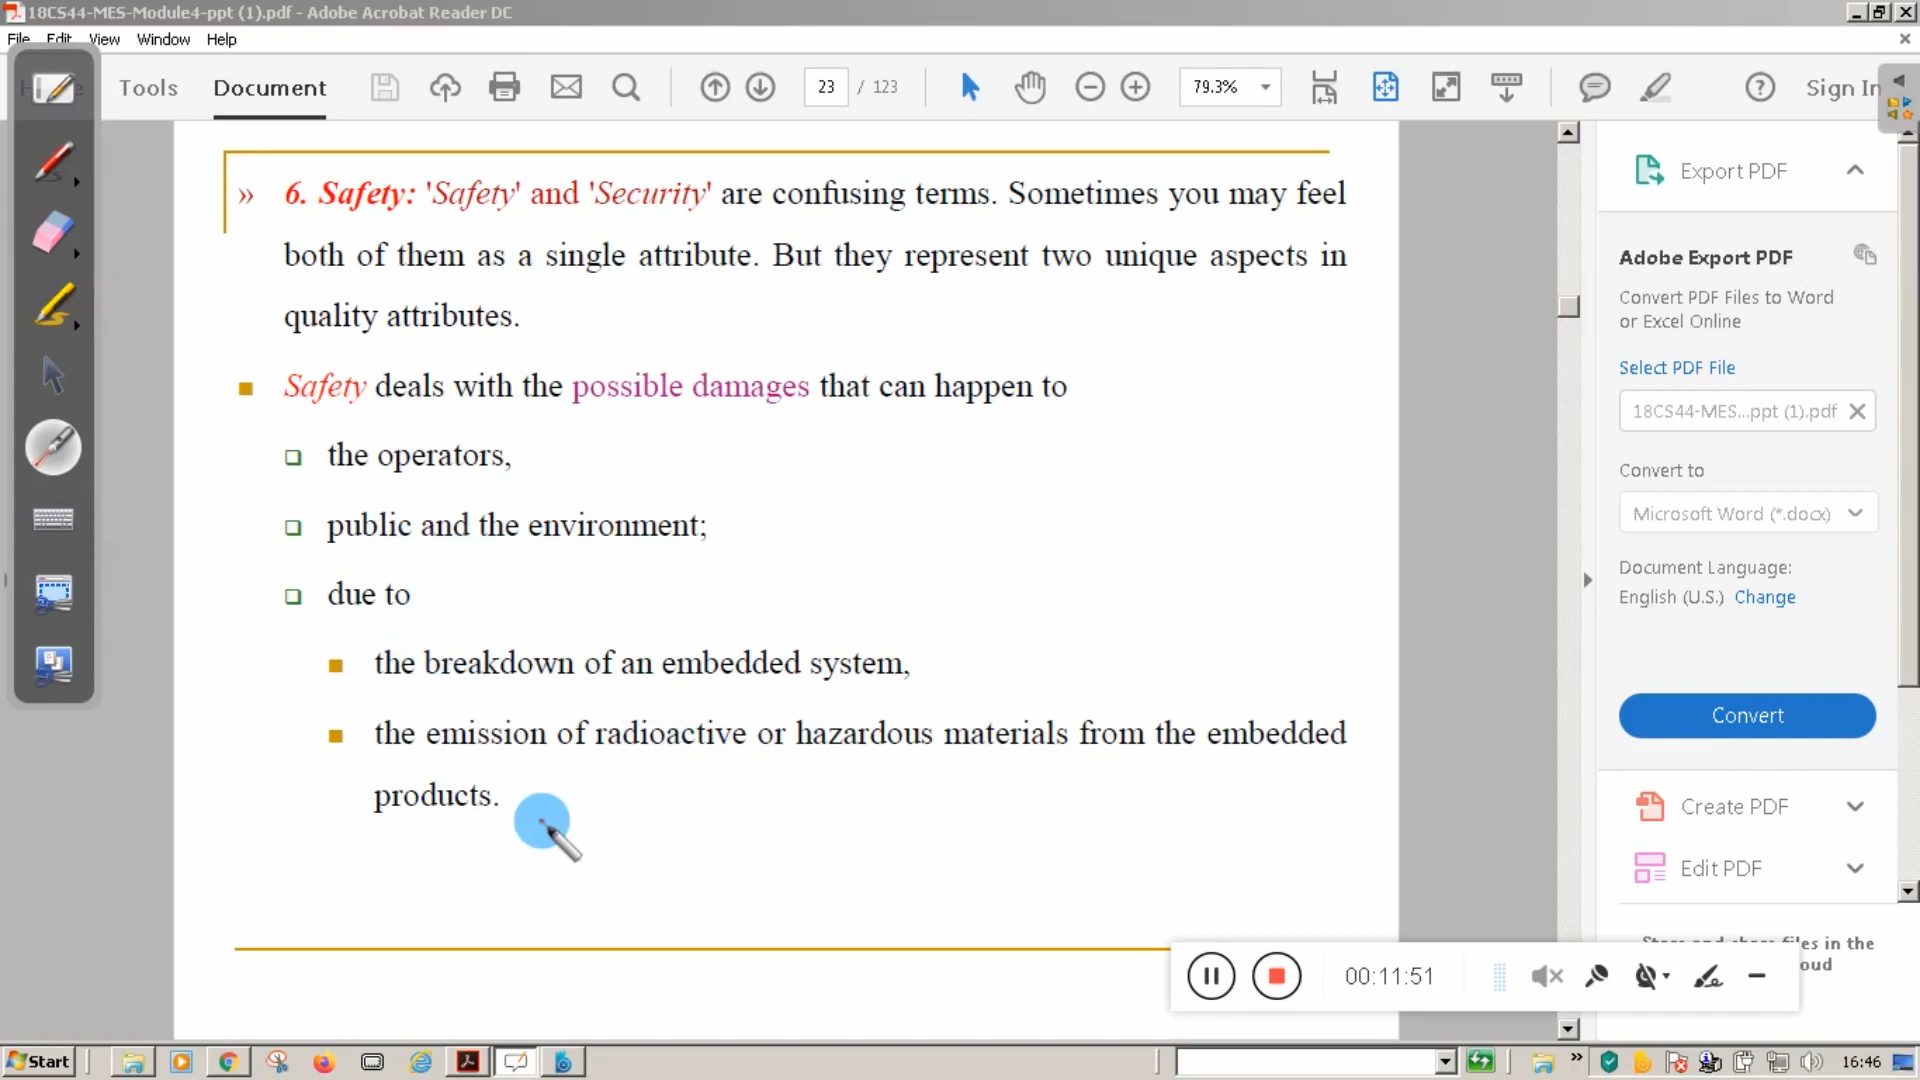 18CS44-MES-Module4-ppt (1).pdf - Adobe Acrobat Reader DC
File Edit View Window Help
Tools Document 23 / 123 79.3% Sign In
» 6. Safety: 'Safety' and 'Security' are confusing terms. Sometimes you may feel
both of them as a single attribute. But they represent two unique aspects in
quality attributes.
Safety deals with the possible damages that can happen to
the operators,
public and the environment;
due to
the breakdown of an embedded system,
the emission of radioactive or hazardous materials from the embedded
products.
Export PDF
Adobe Export PDF
Convert PDF Files to Word
or Excel Online
Select PDF File
18CS44-MES...ppt (1).pdf
Convert to
Microsoft Word (*.docx)
Document Language:
English (U.S.) Change
Convert
Create PDF
Edit PDF
files in the
00:11:51
Start
16:46